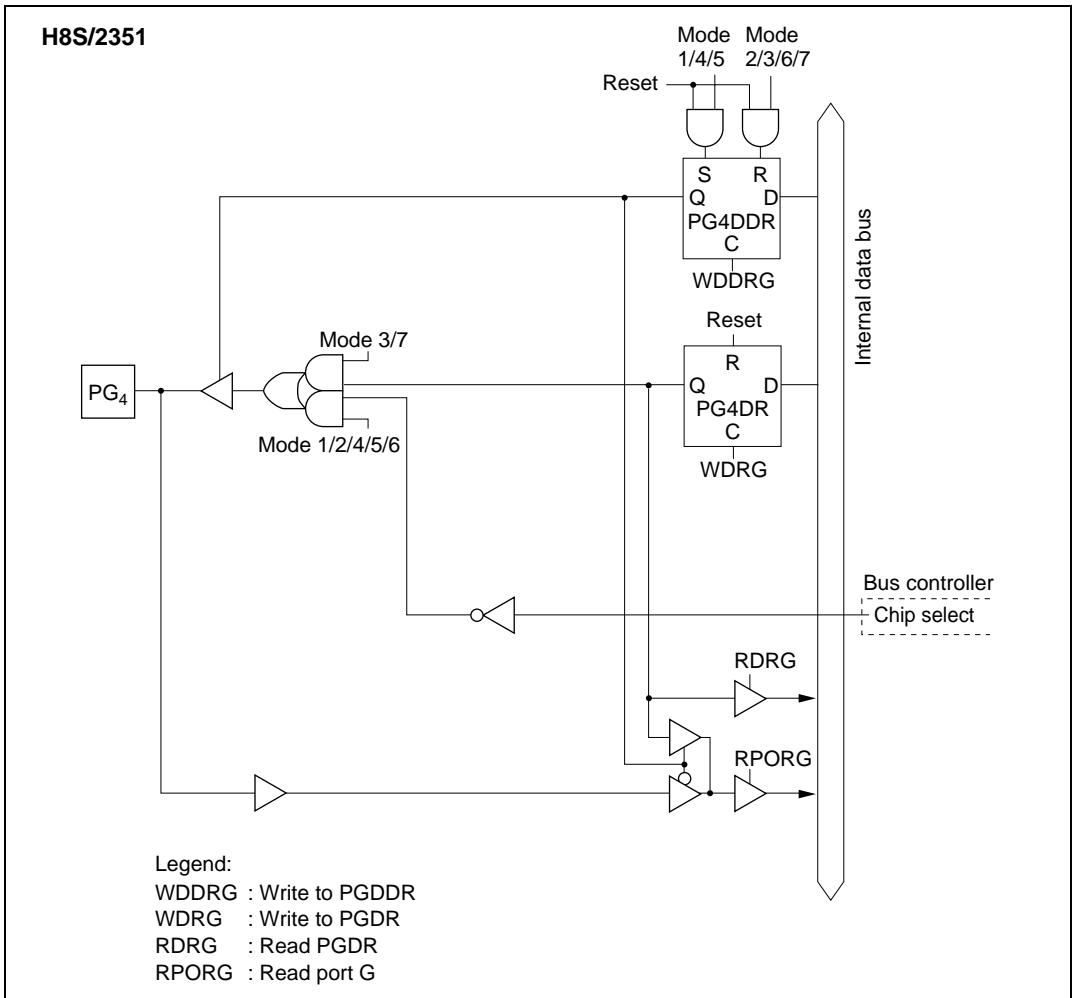 H8S/2351
Mode
1/4/5
Mode
2/3/6/7
Reset
S R
Q D
PG4DDR
C
WDDRG
Internal data bus
Reset
R
Q D
PG4DR
C
WDRG
Mode 3/7
PG4
Mode 1/2/4/5/6
Bus controller
Chip select
RDRG
RPORG
Legend:
WDDRG : Write to PGDDR
WDRG : Write to PGDR
RDRG : Read PGDR
RPORG : Read port G